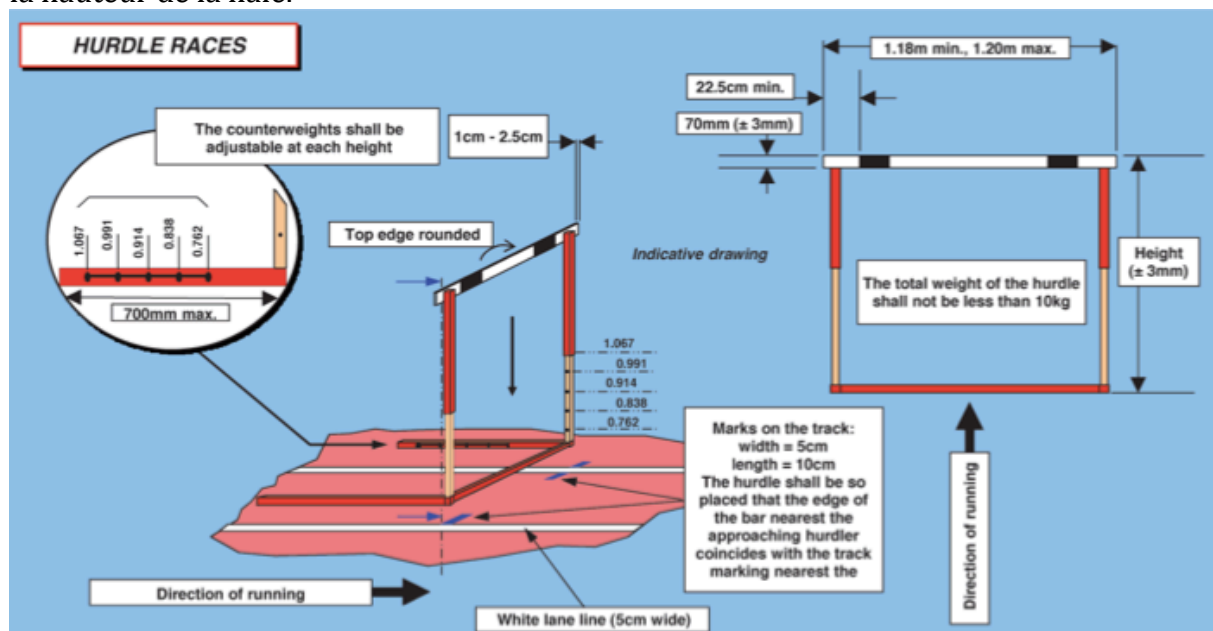 la hauteur de la haie.
HURDLE RACES
The counterweights shall be
adjustable at each height
1cm - 2.5cm
1.067
0.991
0.914
0.838
0.762
700mm max.
Top edge rounded
Indicative drawing
1.067
0.991
0.914
0.838
0.762
1.18m min., 1.20m max.
22.5cm min.
70mm (± 3mm)
Height
(± 3mm)
The total weight of the hurdle
shall not be less than 10kg
Marks on the track:
width = 5cm
length = 10cm
The hurdle shall be so
placed that the edge of
the bar nearest the
approaching hurdler
coincides with the track
marking nearest the
Direction of running
Direction of running
White lane line (5cm wide)